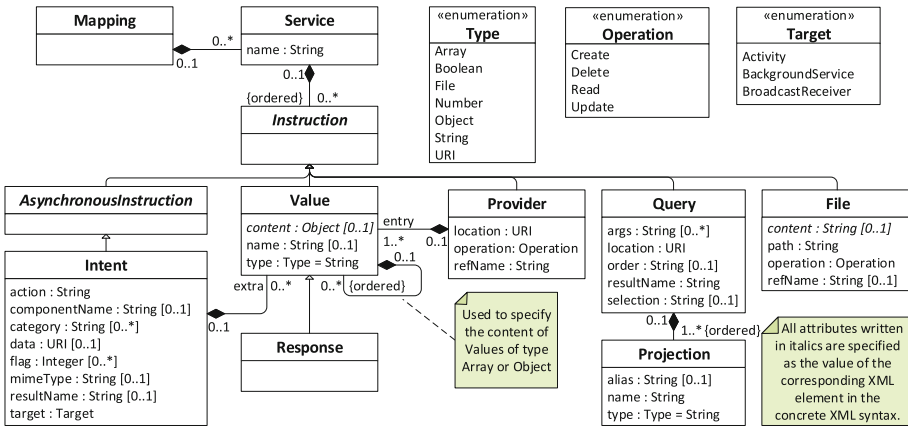 Mapping
0..1
0..*
Service
name : String
0..1
{ordered}
0..*
Instruction
«enumeration»
Type
Array
Boolean
File
Number
Object
String
URI
«enumeration»
Operation
Create
Delete
Read
Update
«enumeration»
Target
Activity
BackgroundService
BroadcastReceiver
AsynchronousInstruction
Intent
action : String
componentName : String [0..1]
category : String [0..*]
data : URI [0..1]
flag : Integer [0..*]
mimeType : String [0..1]
resultName : String [0..1]
target : Target
0..1
extra
0..*
Value
content : Object [0..1]
name : String [0..1]
type : Type = String
0..*
{ordered}
0..1
entry
1..*
0..1
Response
Provider
location : URI
operation: Operation
refName : String
Used to specify
the content of
Values of type
Array or Object
Query
args : String [0..*]
location : URI
order : String [0..1]
resultName : String
selection : String [0..1]
0..1
1..*
{ordered}
Projection
alias : String [0..1]
name : String
type : Type = String
File
content : String [0..1]
path : String
operation : Operation
refName : String [0..1]
All attributes written
in italics are specified
as the value of the
corresponding XML
element in the
concrete XML syntax.